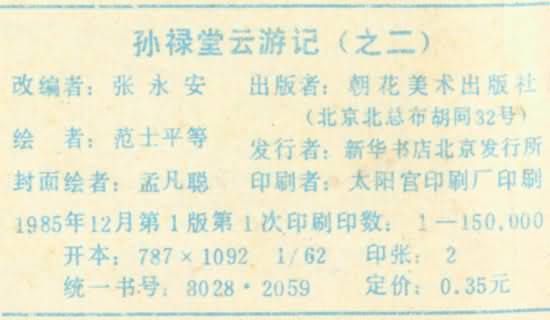 孙禄堂云游记（之二）
改编者：张永安 出版者：朝花美术出版社
（北京北总布胡同32号）
绘 者：范士平等
发行者：新华书店北京发行所
封面绘者：孟凡聪 印刷者：太阳宫印刷厂印刷
1985年12月第1版第1次印刷印数：1—150,000
开本：787×1092 1/62 印张：2
统一书号：8028·2059 定价：0.35元